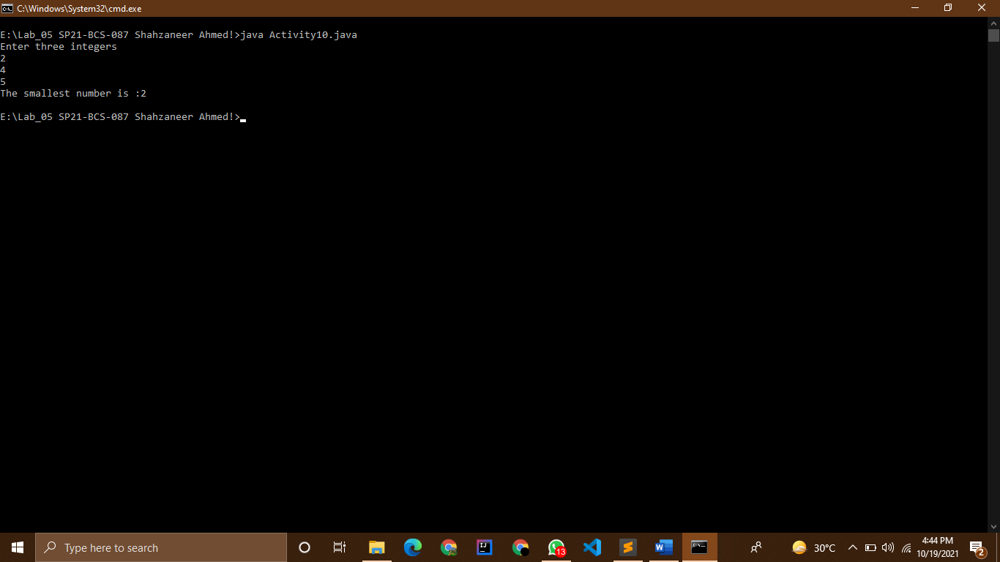 C:\Windows\System32\cmd.exe
E:\Lab_05 SP21-BCS-087 Shahzaneer Ahmed!>java Activity10.java
Enter three integers
2
4
5
The smallest number is :2
E:\Lab_05 SP21-BCS-087 Shahzaneer Ahmed!>
Type here to search
13
30°C
4:44 PM
10/19/2021
2